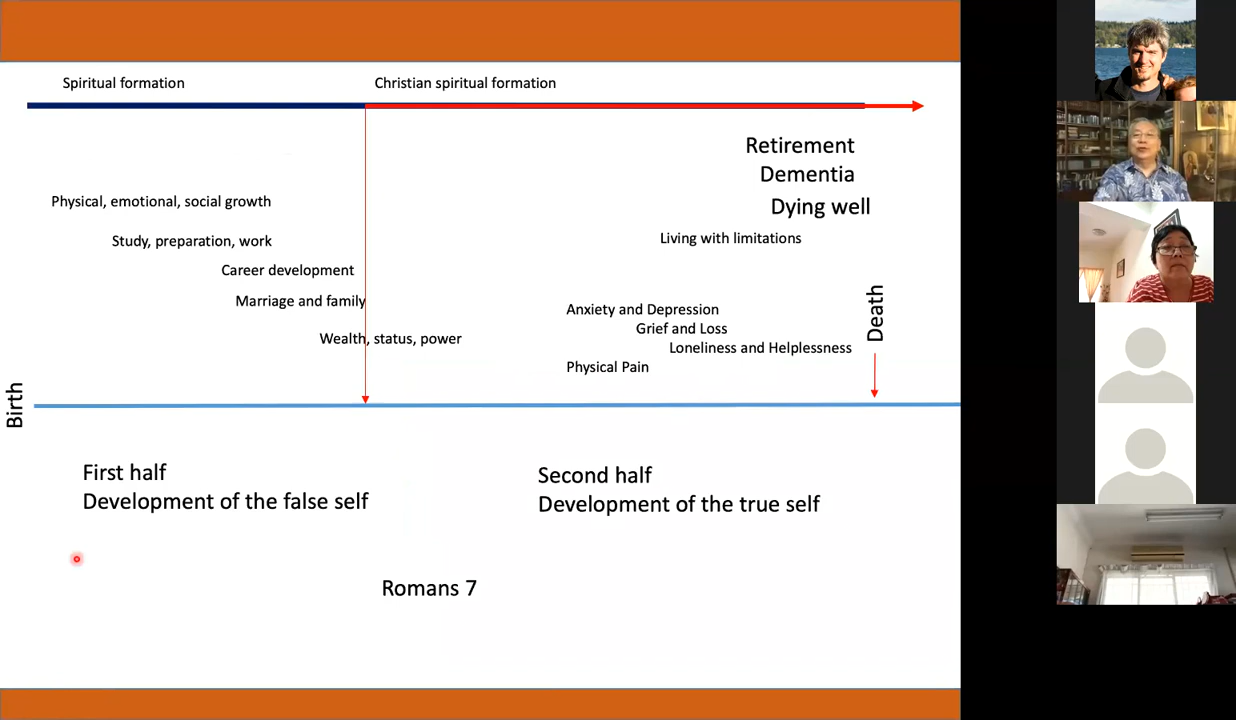 Spiritual formation
Christian spiritual formation
Retirement
Dementia
Dying well
Physical, emotional, social growth
Living with limitations
Study, preparation, work
Career development
Marriage and family
Anxiety and Depression
Grief and Loss
Wealth, status, power
Loneliness and Helplessness
Physical Pain
Death
Birth
First half
Development of the false self
Second half
Development of the true self
Romans 7